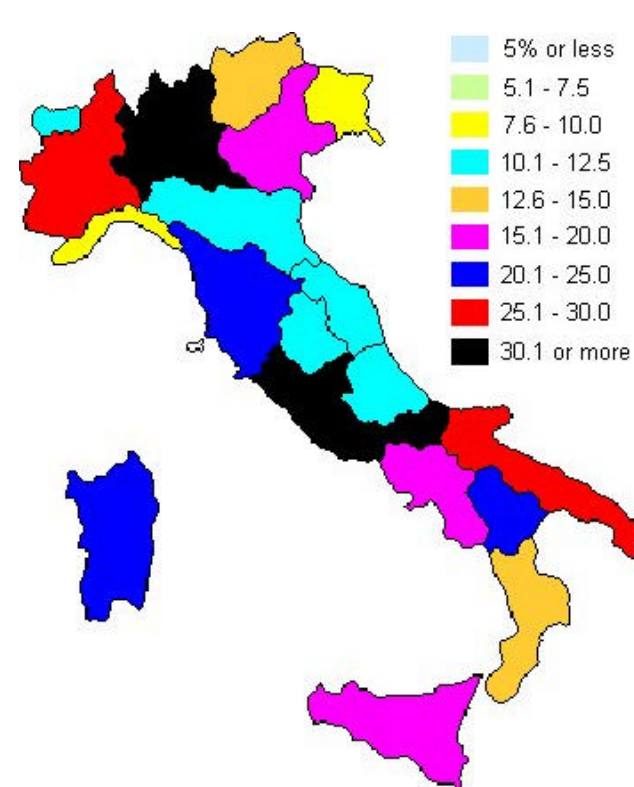 5% or less
5.1 - 7.5
7.6 - 10.0
10.1 - 12.5
12.6 - 15.0
15.1 - 20.0
20.1 - 25.0
25.1 - 30.0
30.1 or more